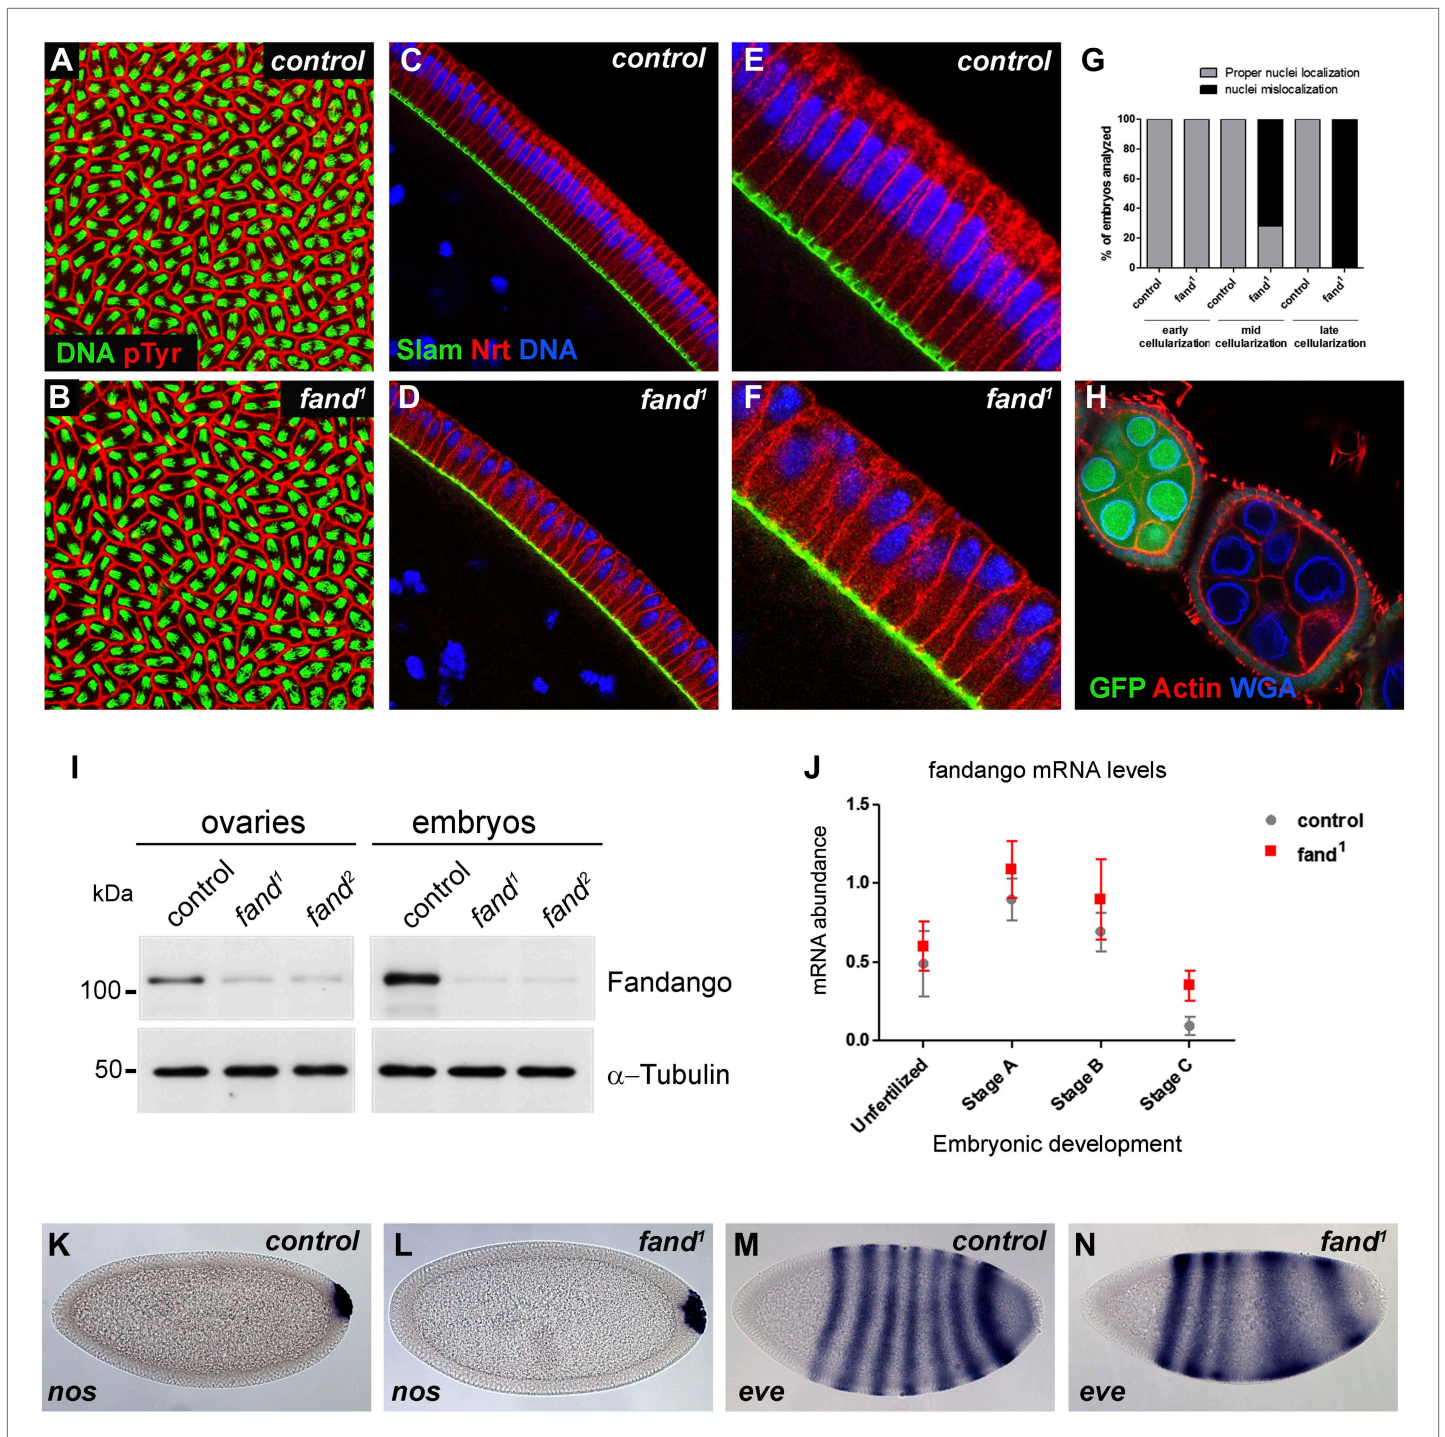 A
control
DNA pTyr
B
fand¹
C
control
Slam Nrt DNA
D
fand¹
E
control
F
fand¹
G
Proper nuclei localization
nuclei mislocalization
% of embryos analyzed
100
80
60
40
20
0
control
fand¹
control
fand¹
control
fand¹
early
cellularization
mid
cellularization
late
cellularization
H
GFP Actin WGA
I
ovaries
embryos
kDa
control
fand¹
fand²
control
fand¹
fand²
100
Fandango
50
α–Tubulin
J
fandango mRNA levels
mRNA abundance
1.5
1.0
0.5
0.0
control
fand¹
Unfertilized
Stage A
Stage B
Stage C
Embryonic development
K
control
nos
L
fand¹
nos
M
control
eve
N
fand¹
eve